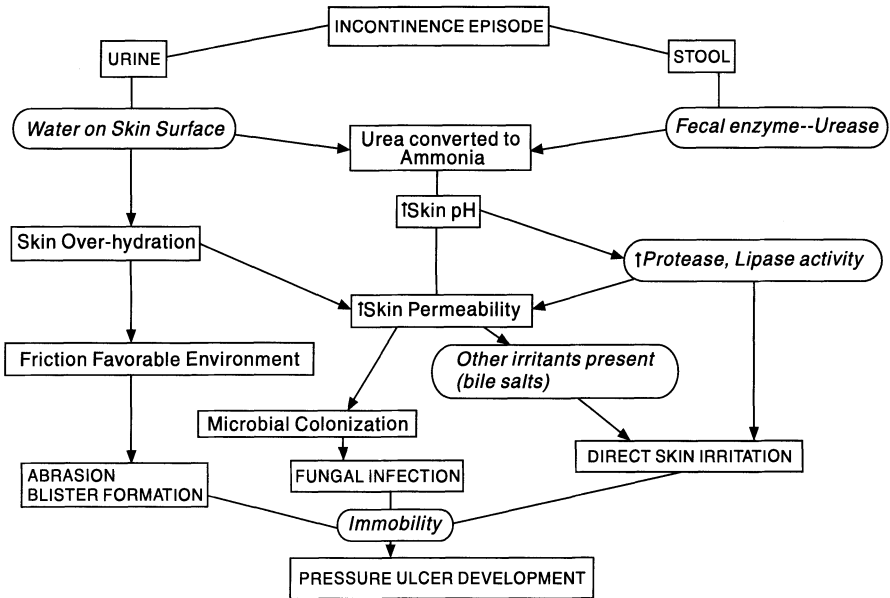 INCONTINENCE EPISODE
URINE
STOOL
Water on Skin Surface
Urea converted to
Ammonia
Fecal enzyme--Urease
↑Skin pH
Skin Over-hydration
↑Protease, Lipase activity
↑Skin Permeability
Friction Favorable Environment
Other irritants present
(bile salts)
Microbial Colonization
DIRECT SKIN IRRITATION
ABRASION
BLISTER FORMATION
FUNGAL INFECTION
Immobility
PRESSURE ULCER DEVELOPMENT